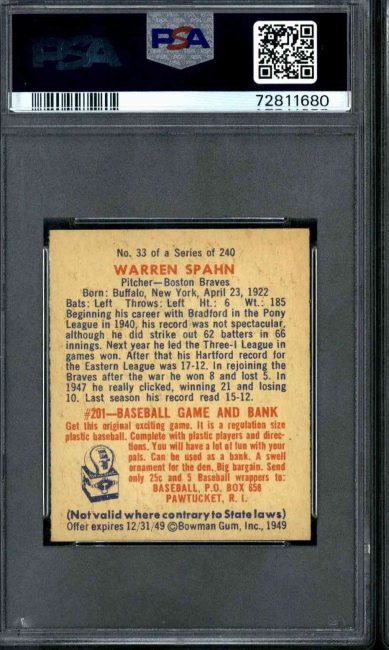 PSA
PSA
72811680
No. 33 of a Series of 240
WARREN SPAHN
Pitcher—Boston Braves
Born: Buffalo, New York, April 23, 1922
Bats: Left Throws: Left Ht.: 6 Wt.: 185
Beginning his career with Bradford in the Pony
League in 1940, his record was not spectacular,
although he did strike out 62 batters in 66
innings. Next year he led the Three-I League in
games won. After that his Hartford record for
the Eastern League was 17-12. In rejoining the
Braves after the war he won 8 and lost 5. In
1947 he really clicked, winning 21 and losing
10. Last season his record read 15-12.
#201—BASEBALL GAME AND BANK
Get this original exciting game. It is a regulation size
plastic baseball. Complete with plastic players and direc-
tions. You will have a lot of fun with your
pals. Can be used as a bank. A swell
ornament for the den. Big bargain. Send
only 25c and 5 Baseball wrappers to:
BASEBALL, P.O. BOX 656
PAWTUCKET, R. I.
(Not valid where contrary to State laws)
Offer expires 12/31/49 ©Bowman Gum, Inc., 1949